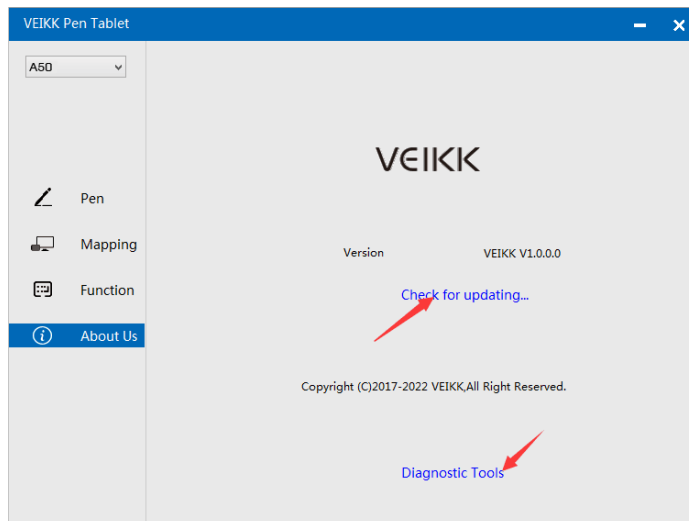 VEIKK Pen Tablet
A50
Pen
Mapping
Function
About Us
VEIKK
Version VEIKK V1.0.0.0
Check for updating...
Copyright (C)2017-2022 VEIKK,All Right Reserved.
Diagnostic Tools